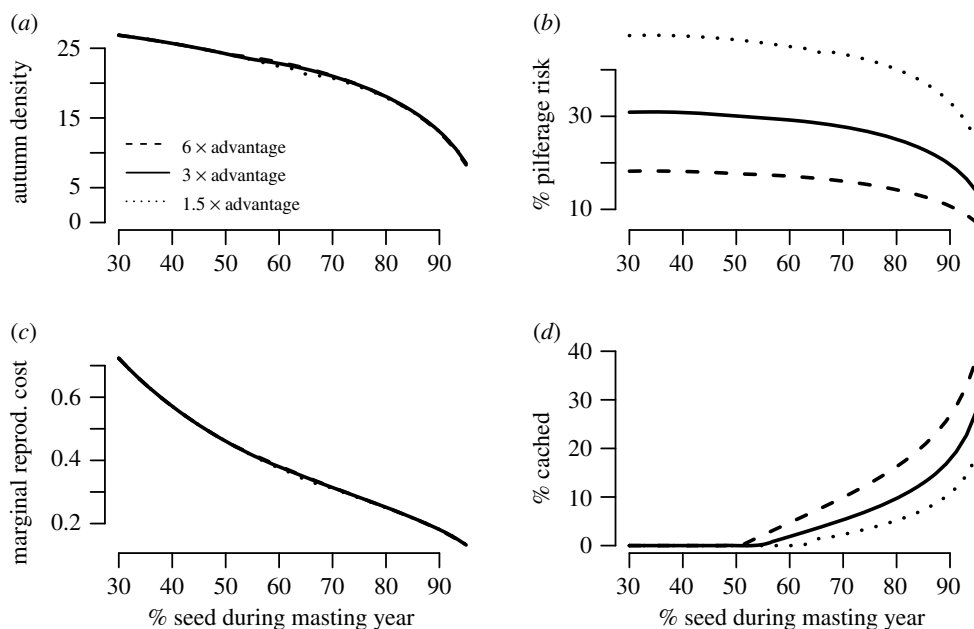 (a)
autumn density
25
15
5
0
6 × advantage
3 × advantage
1.5 × advantage
30 40 50 60 70 80 90
(b)
% pilferage risk
30
10
30 40 50 60 70 80 90
(c)
marginal reprod. cost
0.6
0.4
0.2
30 40 50 60 70 80 90
% seed during masting year
(d)
% cached
40
30
20
10
0
30 40 50 60 70 80 90
% seed during masting year